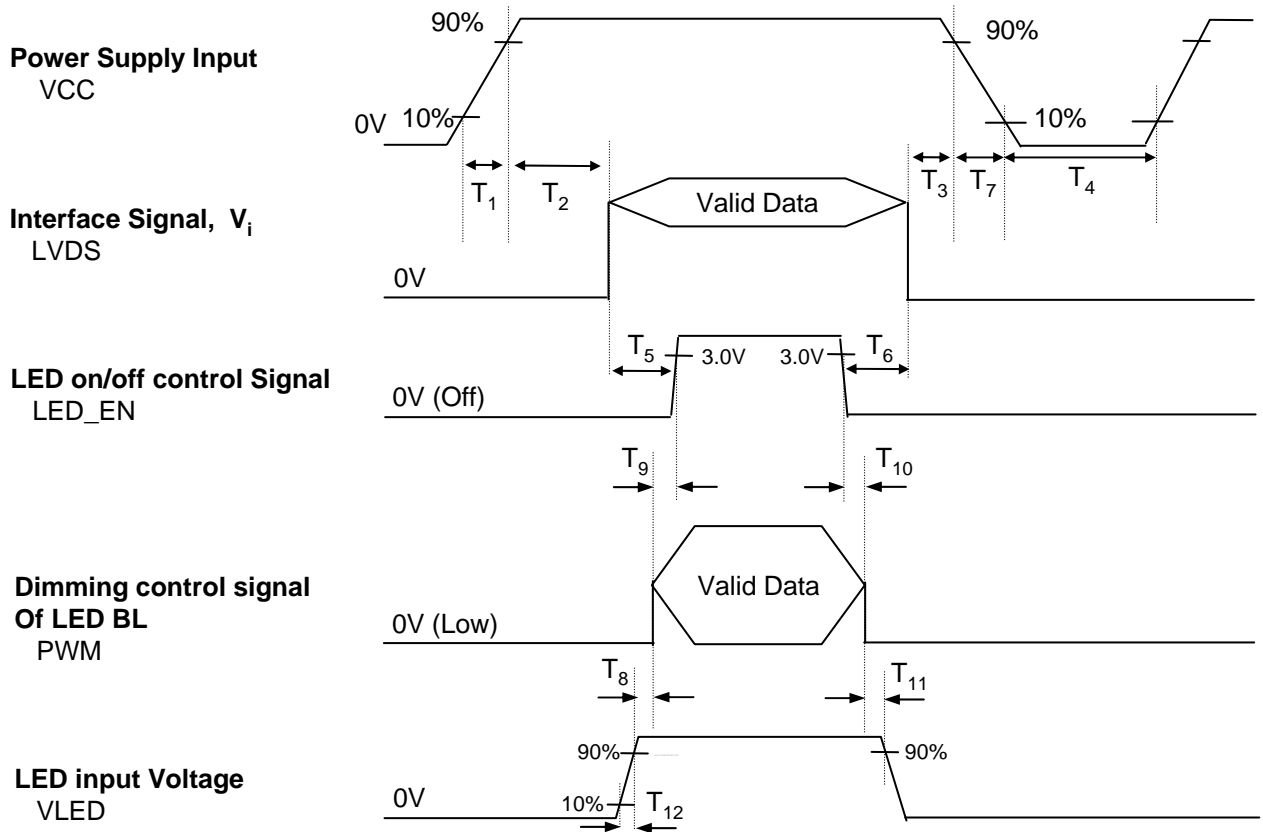 90%
90%
Power Supply Input
VCC
0V
10%
10%
T1
T2
T3
T7
T4
Interface Signal, Vi
LVDS
Valid Data
0V
T5
3.0V
3.0V
T6
LED on/off control Signal
LED_EN
0V (Off)
T9
T10
Dimming control signal
Of LED BL
PWM
Valid Data
0V (Low)
T8
T11
90%
90%
LED input Voltage
VLED
0V
10%
T12